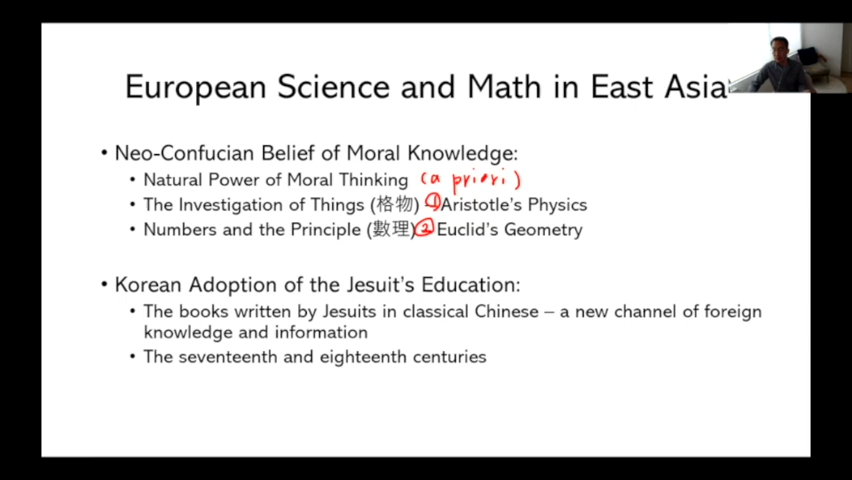 European Science and Math in East Asia
• Neo-Confucian Belief of Moral Knowledge:
• Natural Power of Moral Thinking (a priori)
• The Investigation of Things (格物) ① Aristotle's Physics
• Numbers and the Principle (數理) ② Euclid's Geometry
• Korean Adoption of the Jesuit's Education:
• The books written by Jesuits in classical Chinese – a new channel of foreign
knowledge and information
• The seventeenth and eighteenth centuries